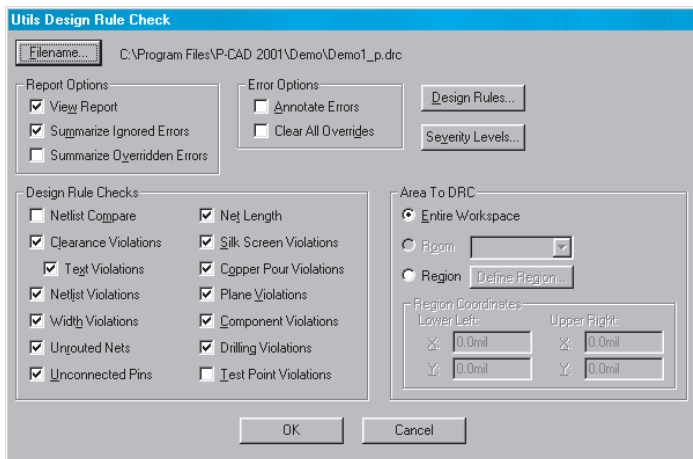 Utils Design Rule Check
Filename... C:\Program Files\P-CAD 2001\Demo\Demo1_p.drc
Report Options
View Report
Summarize Ignored Errors
Summarize Overridden Errors
Error Options
Annotate Errors
Clear All Overrides
Design Rules...
Severity Levels...
Design Rule Checks
Netlist Compare
Clearance Violations
Text Violations
Netlist Violations
Width Violations
Unrouted Nets
Unconnected Pins
Net Length
Silk Screen Violations
Copper Pour Violations
Plane Violations
Component Violations
Drilling Violations
Test Point Violations
Area To DRC
Entire Workspace
Room
Region Define Region...
Region Coordinates
Lower Left: Upper Right:
X: 0.0mil X: 0.0mil
Y: 0.0mil Y: 0.0mil
OK Cancel